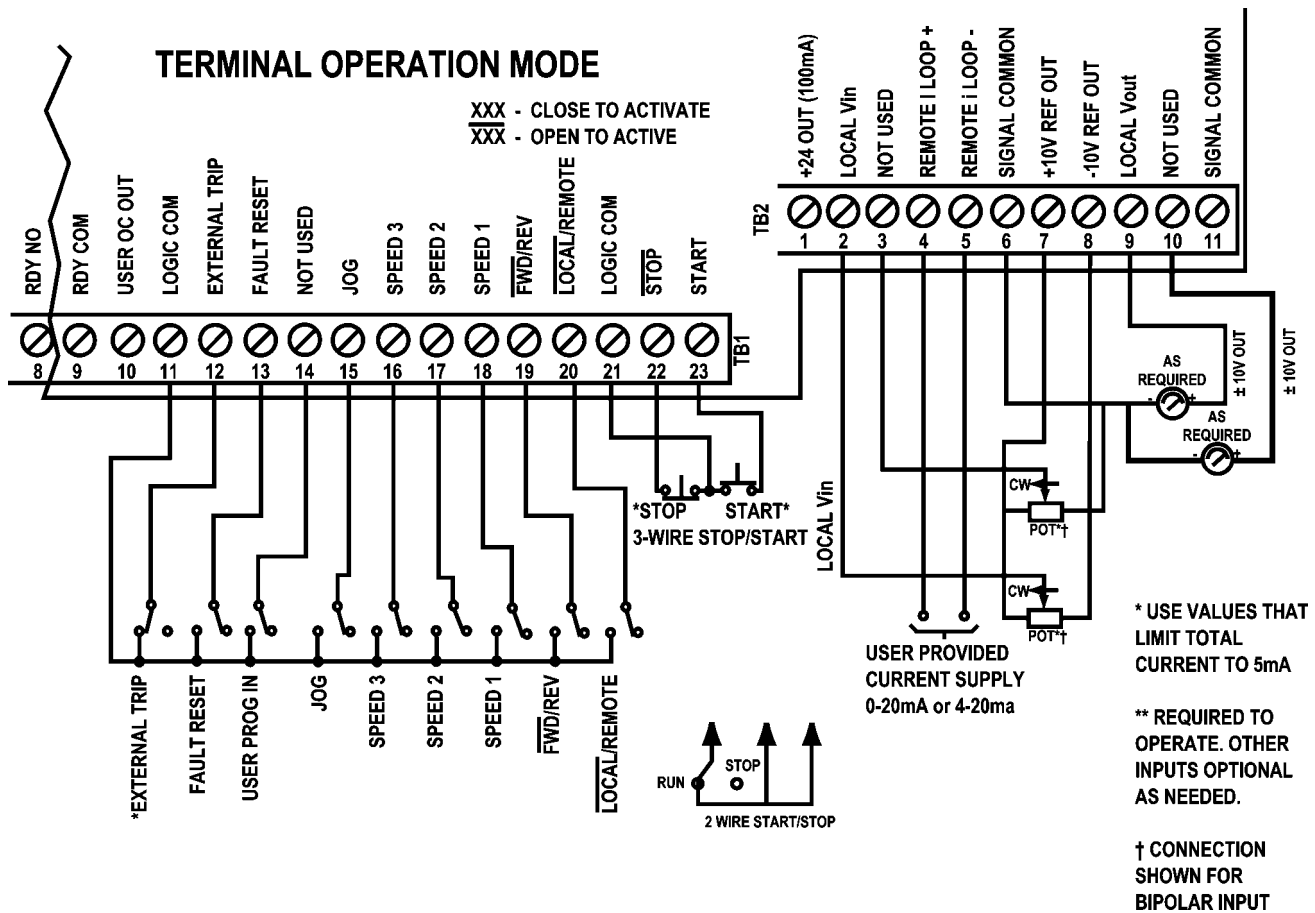 TERMINAL OPERATION MODE
XXX - CLOSE TO ACTIVATE
XXX - OPEN TO ACTIVE
RDY NO
RDY COM
USER OC OUT
LOGIC COM
EXTERNAL TRIP
FAULT RESET
NOT USED
JOG
SPEED 3
SPEED 2
SPEED 1
FWD/REV
LOCAL/REMOTE
LOGIC COM
STOP
START
8 9 10 11 12 13 14 15 16 17 18 19 20 21 22 23
TB1
+24 OUT (100mA)
LOCAL Vin
NOT USED
REMOTE I LOOP +
REMOTE i LOOP -
SIGNAL COMMON
+10V REF OUT
-10V REF OUT
LOCAL Vout
NOT USED
SIGNAL COMMON
TB2
1 2 3 4 5 6 7 8 9 10 11
AS
REQUIRED
- +
± 10V OUT
AS
REQUIRED
- +
± 10V OUT
*STOP START*
3-WIRE STOP/START
LOCAL Vin
CW
POT*†
CW
POT*†
USER PROVIDED
CURRENT SUPPLY
0-20mA or 4-20ma
*EXTERNAL TRIP
FAULT RESET
USER PROG IN
JOG
SPEED 3
SPEED 2
SPEED 1
FWD/REV
LOCAL/REMOTE
RUN
STOP
2 WIRE START/STOP
* USE VALUES THAT
LIMIT TOTAL
CURRENT TO 5mA
** REQUIRED TO
OPERATE. OTHER
INPUTS OPTIONAL
AS NEEDED.
† CONNECTION
SHOWN FOR
BIPOLAR INPUT